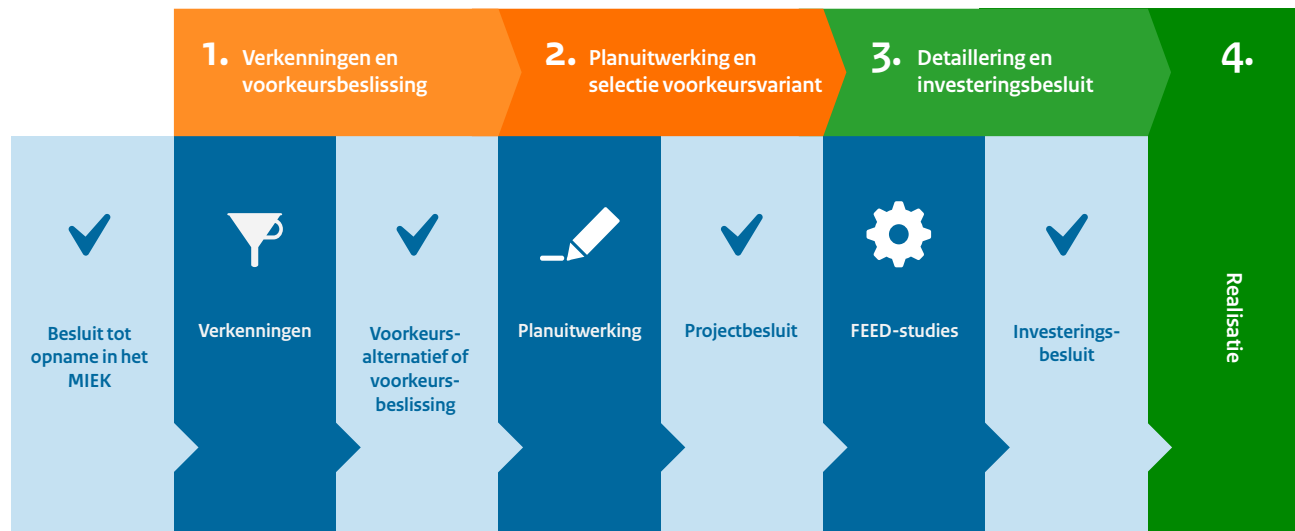 1. Verkenningen en
voorkeursbeslissing
2. Planuitwerking en
selectie voorkeursvariant
3. Detaillering en
investeringsbesluit
4.
Besluit tot
opname in het
MIEK
Verkenningen
Voorkeurs-
alternatief of
voorkeurs-
beslissing
Planuitwerking
Projectbesluit
FEED-studies
Investerings-
besluit
Realisatie